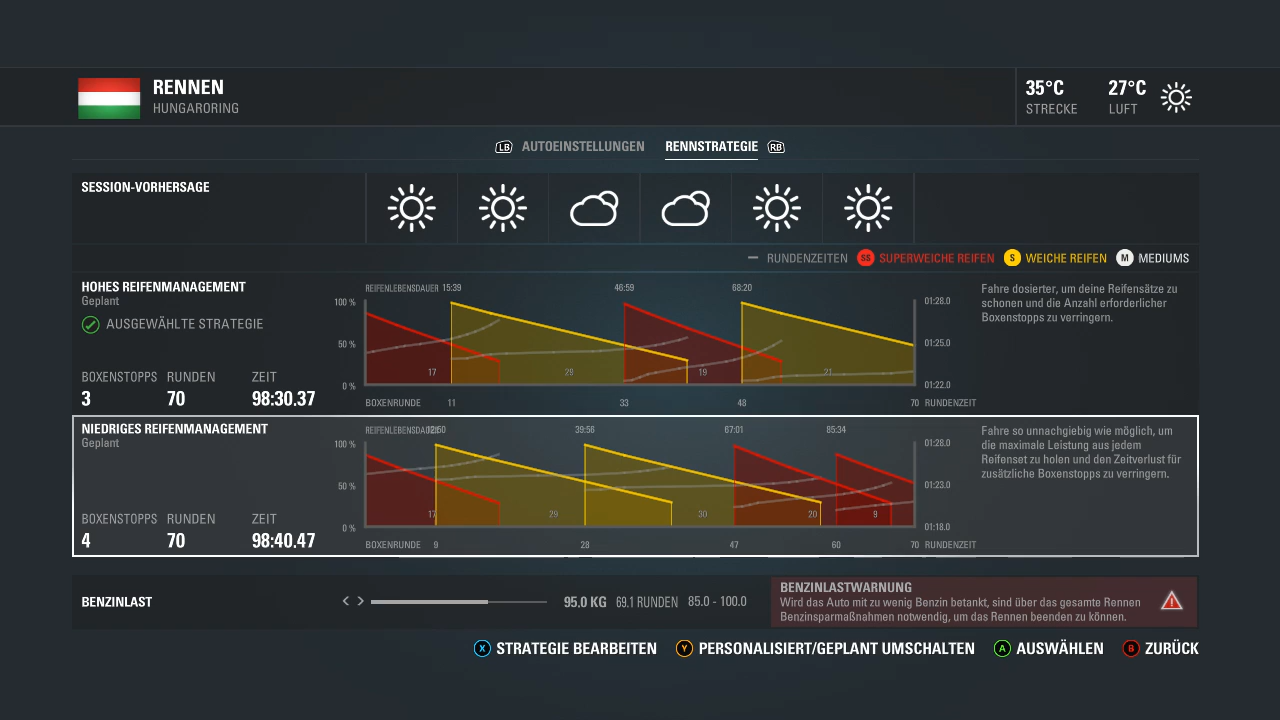 RENNEN
HUNGARORING
35°C
STRECKE
27°C
LUFT
LB AUTOEINSTELLUNGEN RENNSTRATEGIE RB
SESSION-VORHERSAGE
RUNDENZEITEN SS SUPERWEICHE REIFEN S WEICHE REIFEN M MEDIUMS
HOHES REIFENMANAGEMENT
Geplant
AUSGEWÄHLTE STRATEGIE
BOXENSTOPPS RUNDEN ZEIT
3 70 98:30.37
REIFENLEBENSDAUER 15:39 46:59 68:20
100 % 01:28.0
50 % 01:25.0
17 29 19 21
0 % 01:22.0
BOXENRUNDE 11 33 48 70 RUNDENZEIT
Fahre dosierter, um deine Reifensätze zu
schonen und die Anzahl erforderlicher
Boxenstopps zu verringern.
NIEDRIGES REIFENMANAGEMENT
Geplant
BOXENSTOPPS RUNDEN ZEIT
4 70 98:40.47
39:56 67:01 85:34
100 % 01:28.0
50 % 01:23.0
17 29 30 20 9
0 % 01:18.0
BOXENRUNDE 9 28 47 60 70 RUNDENZEIT
Fahre so unnachgiebig wie möglich, um
die maximale Leistung aus jedem
Reifenset zu holen und den Zeitverlust für
zusätzliche Boxenstopps zu verringern.
BENZINLAST 95.0 KG 69.1 RUNDEN 85.0 - 100.0
BENZINLASTWARNUNG
Wird das Auto mit zu wenig Benzin betankt, sind über das gesamte Rennen
Benzinsparmaßnahmen notwendig, um das Rennen beenden zu können.
X STRATEGIE BEARBEITEN Y PERSONALISIERT/GEPLANT UMSCHALTEN A AUSWÄHLEN B ZURÜCK